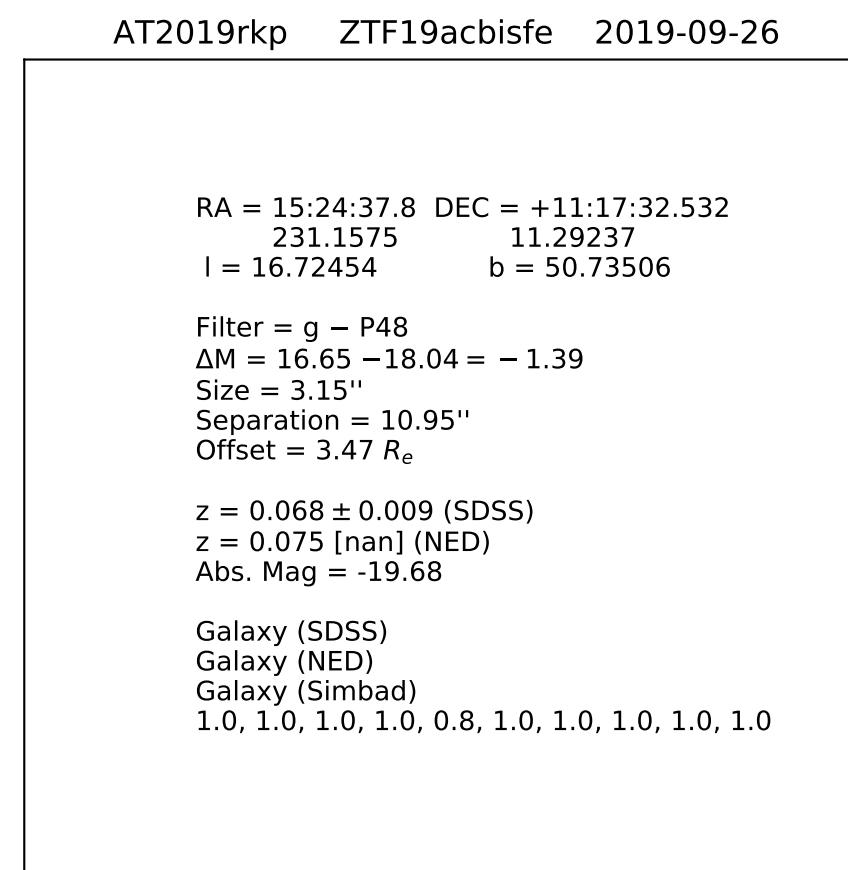 AT2019rkp ZTF19acbisfe 2019-09-26
RA = 15:24:37.8 DEC = +11:17:32.532
231.1575 11.29237
l = 16.72454 b = 50.73506
Filter = g − P48
ΔM = 16.65 −18.04 = − 1.39
Size = 3.15''
Separation = 10.95''
Offset = 3.47 Rₑ
z = 0.068 ± 0.009 (SDSS)
z = 0.075 [nan] (NED)
Abs. Mag = -19.68
Galaxy (SDSS)
Galaxy (NED)
Galaxy (Simbad)
1.0, 1.0, 1.0, 1.0, 0.8, 1.0, 1.0, 1.0, 1.0, 1.0